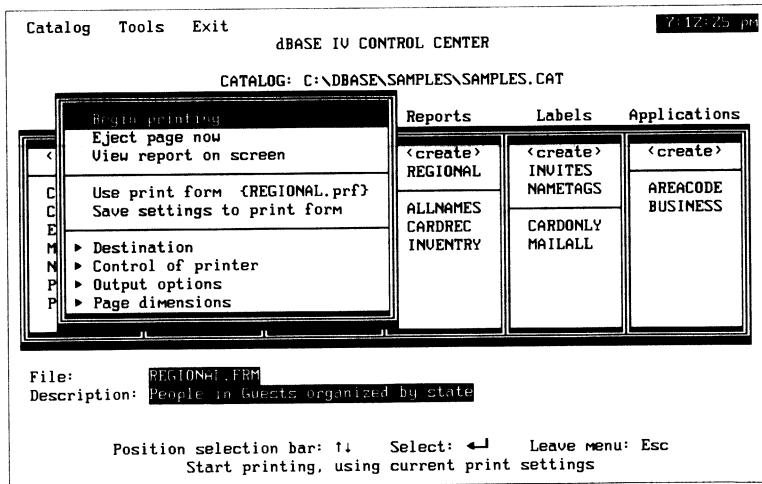 Catalog Tools Exit 7:12:25 pm
dBASE IV CONTROL CENTER
CATALOG: C:\DBASE\SAMPLES\SAMPLES.CAT
Begin printing
Eject page now
View report on screen
Use print form {REGIONAL.prf}
Save settings to print form
► Destination
► Control of printer
► Output options
► Page dimensions
<
C
C
E
M
N
P
P
Reports
<create>
REGIONAL
ALLNAMES
CARDREC
INVENTRY
Labels
<create>
INVITES
NAMETAGS
CARDONLY
MAILALL
Applications
<create>
AREACODE
BUSINESS
File: REGIONAL.FRM
Description: People in Guests organized by state
Position selection bar: ↑↓ Select: ↵ Leave menu: Esc
Start printing, using current print settings